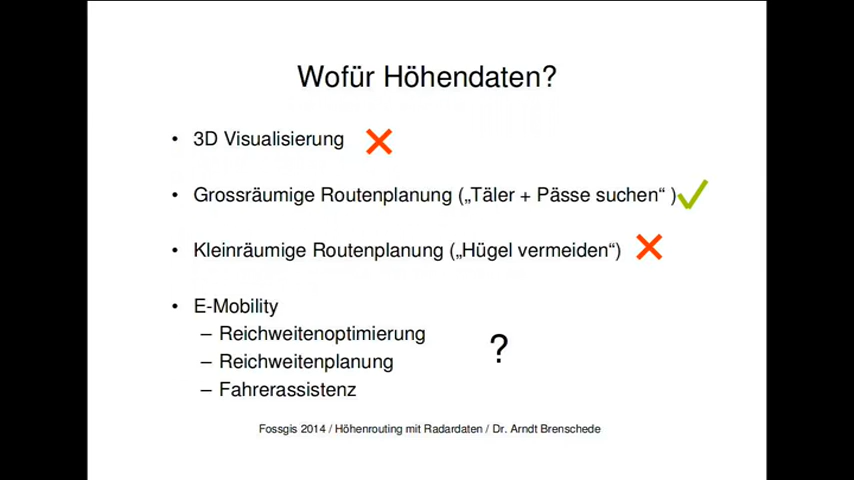 Wofür Höhendaten?
• 3D Visualisierung
• Grossräumige Routenplanung („Täler + Pässe suchen“ )
• Kleinräumige Routenplanung („Hügel vermeiden“)
• E-Mobility
– Reichweitenoptimierung
– Reichweitenplanung
?
– Fahrerassistenz
Fossgis 2014 / Höhenrouting mit Radardaten / Dr. Arndt Brenschede